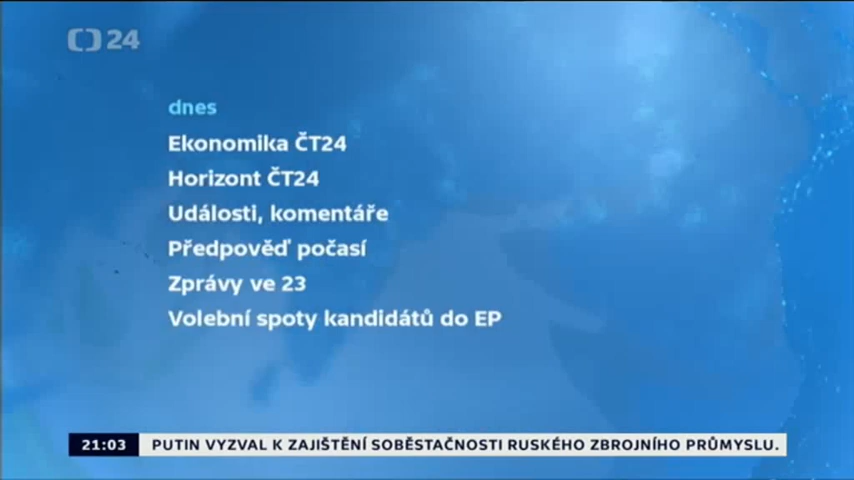 ČT24
dnes
Ekonomika ČT24
Horizont ČT24
Události, komentáře
Předpověď počasí
Zprávy ve 23
Volební spoty kandidátů do EP
21:03 PUTIN VYZVAL K ZAJIŠTĚNÍ SOBĚSTAČNOSTI RUSKÉHO ZBROJNÍHO PRŮMYSLU.